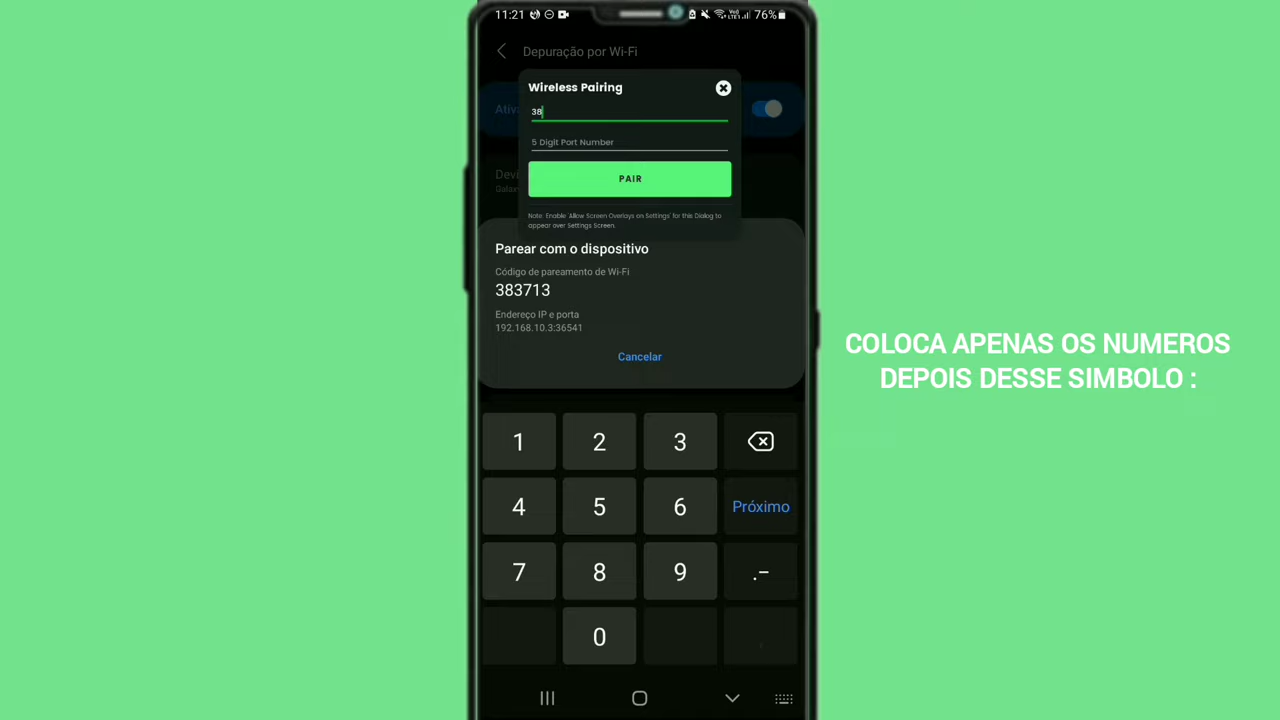 11:21 76%
Depuração por Wi-Fi
Wireless Pairing
Ativa
38
5 Digit Port Number
PAIR
Devi
Galax
Note: Enable 'Allow Screen Overlays on Settings' for this Dialog to
appear over Settings Screen.
Parear com o dispositivo
Código de pareamento de Wi-Fi
383713
Endereço IP e porta
192.168.10.3:36541
Cancelar
COLOCA APENAS OS NUMEROS
DEPOIS DESSE SIMBOLO :
1 2 3
4 5 6 Próximo
7 8 9 .-
0 ,